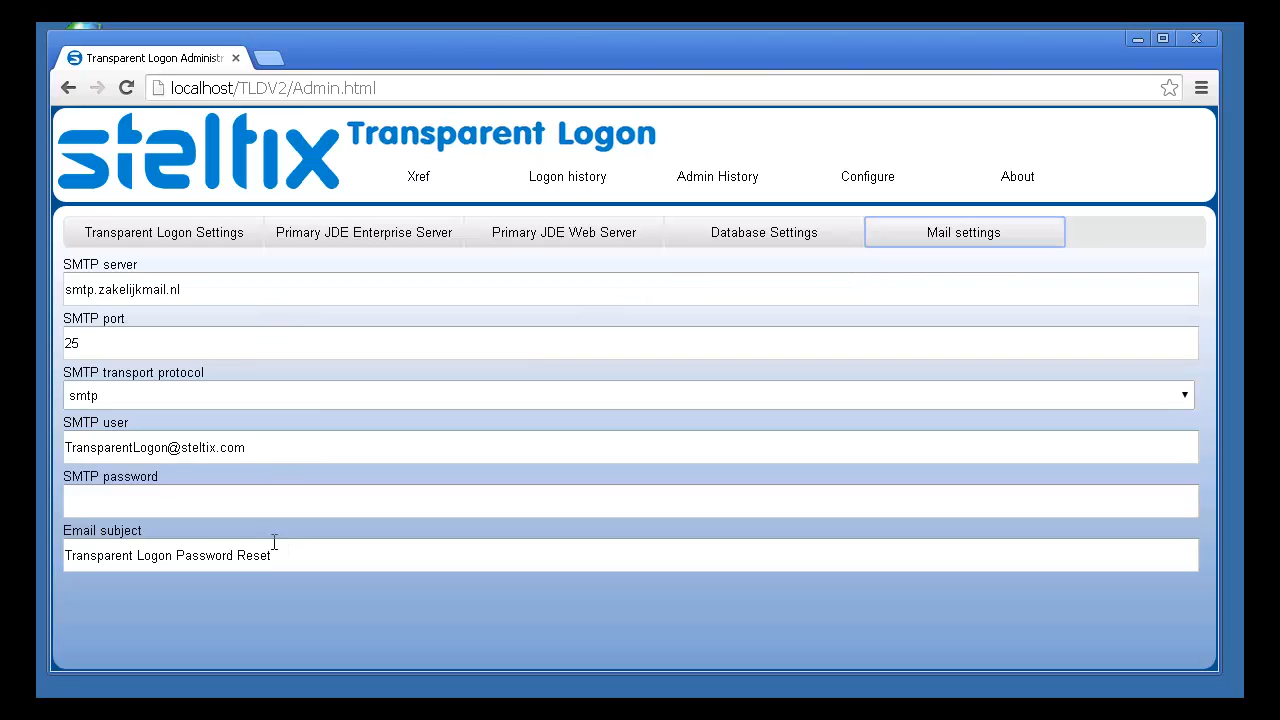 Transparent Logon Administr
localhost/TLDV2/Admin.html
steltix Transparent Logon
Xref Logon history Admin History Configure About
Transparent Logon Settings Primary JDE Enterprise Server Primary JDE Web Server Database Settings Mail settings
SMTP server
smtp.zakelijkmail.nl
SMTP port
25
SMTP transport protocol
smtp
SMTP user
TransparentLogon@steltix.com
SMTP password
Email subject
Transparent Logon Password Reset